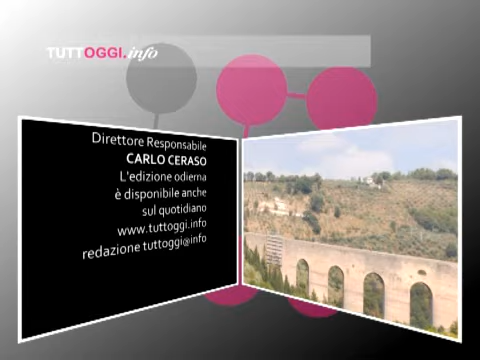 TUTTOGGI.info
Direttore Responsabile
CARLO CERASO
L'edizione odierna
è disponibile anche
sul quotidiano
www.tuttoggi.info
redazione tuttoggi@info